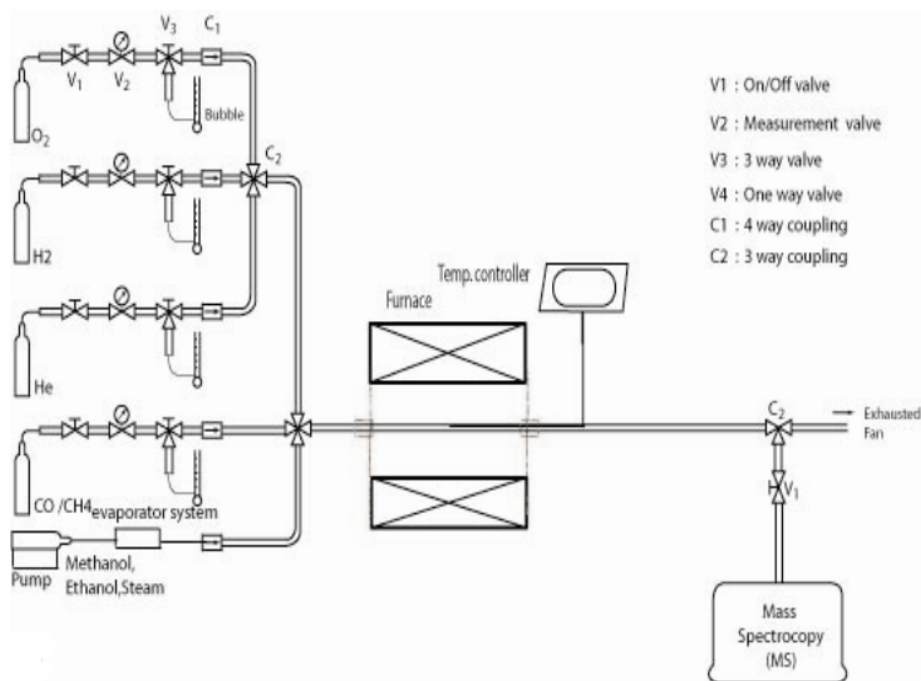 V3
C1
V1
V2
O2
Bubble
C2
H2
He
CO /CH4
evaporator system
Pump
Methanol,
Ethanol,Steam
Furnace
Temp. controller
V1 : On/Off valve
V2 : Measurement valve
V3 : 3 way valve
V4 : One way valve
C1 : 4 way coupling
C2 : 3 way coupling
C2
Exhausted
Fan
V1
Mass
Spectrocopy
(MS)